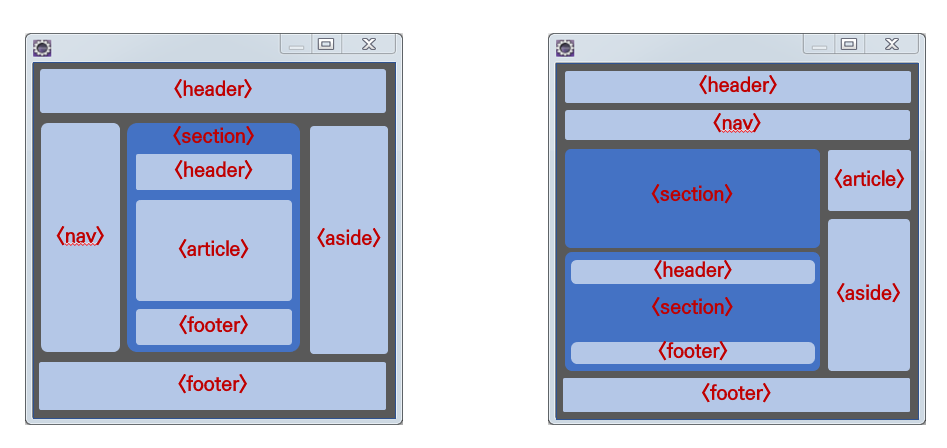 〈header〉
〈section〉
〈header〉
〈nav〉
〈article〉
〈aside〉
〈footer〉
〈footer〉
〈header〉
〈nav〉
〈section〉
〈article〉
〈header〉
〈section〉
〈aside〉
〈footer〉
〈footer〉